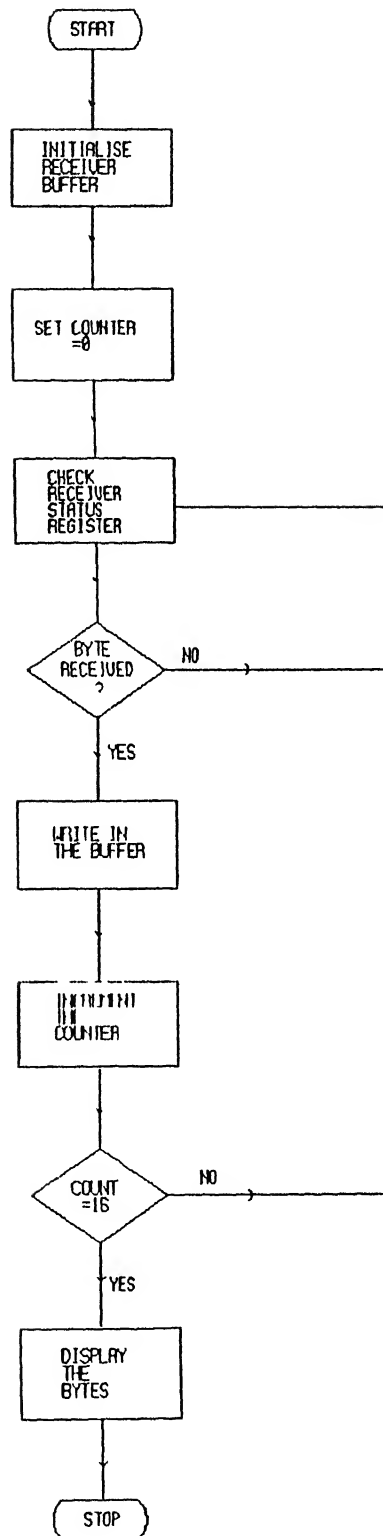 START
INITIALISE
RECEIVER
BUFFER
SET COUNTER
=0
CHECK
RECEIVER
STATUS
REGISTER
BYTE
RECEIVED
?
NO
YES
WRITE IN
THE BUFFER
COUNTER
COUNT
=16
NO
YES
DISPLAY
THE
BYTES
STOP